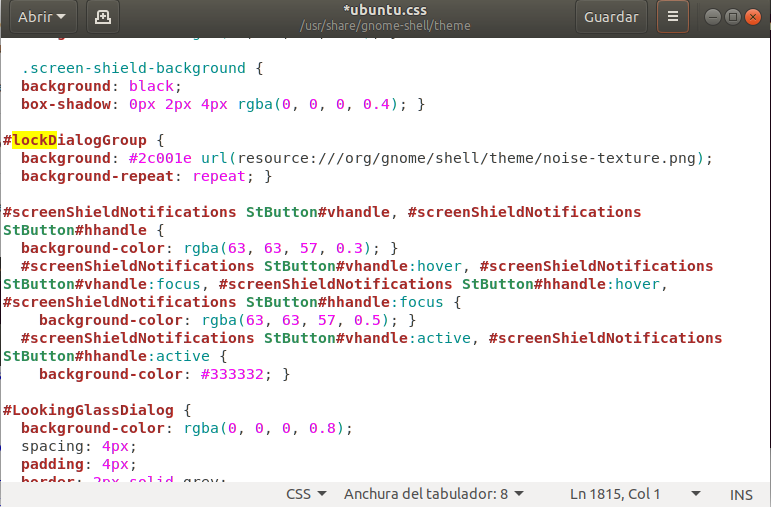 Abrir
*ubuntu.css
/usr/share/gnome-shell/theme
Guardar
.screen-shield-background {
background: black;
box-shadow: 0px 2px 4px rgba(0, 0, 0, 0.4); }
#lockDialogGroup {
background: #2c001e url(resource:///org/gnome/shell/theme/noise-texture.png);
background-repeat: repeat; }
#screenShieldNotifications StButton#vhandle, #screenShieldNotifications
StButton#hhandle {
background-color: rgba(63, 63, 57, 0.3); }
#screenShieldNotifications StButton#vhandle:hover, #screenShieldNotifications
StButton#vhandle:focus, #screenShieldNotifications StButton#hhandle:hover,
#screenShieldNotifications StButton#hhandle:focus {
background-color: rgba(63, 63, 57, 0.5); }
#screenShieldNotifications StButton#vhandle:active, #screenShieldNotifications
StButton#hhandle:active {
background-color: #333332; }
#LookingGlassDialog {
background-color: rgba(0, 0, 0, 0.8);
spacing: 4px;
padding: 4px;
border: 2px solid grey;
CSS Anchura del tabulador: 8 Ln 1815, Col 1 INS